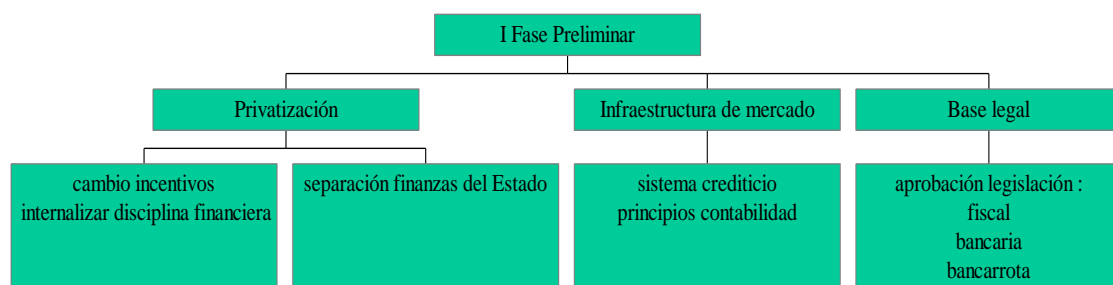 I Fase Preliminar
Privatización
Infraestructura de mercado
Base legal
cambio incentivos
internalizar disciplina financiera
separación finanzas del Estado
sistema crediticio
principios contabilidad
aprobación legislación :
fiscal
bancaria
bancarrota